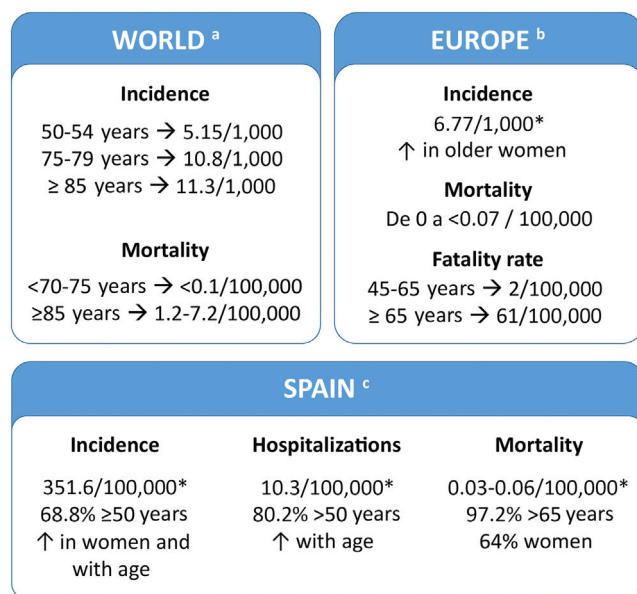 WORLD a
Incidence
50-54 years → 5.15/1,000
75-79 years → 10.8/1,000
≥ 85 years → 11.3/1,000
Mortality
<70-75 years → <0.1/100,000
≥85 years → 1.2-7.2/100,000
EUROPE b
Incidence
6.77/1,000*
↑ in older women
Mortality
De 0 a <0.07 / 100,000
Fatality rate
45-65 years → 2/100,000
≥ 65 years → 61/100,000
SPAIN c
Incidence
351.6/100,000*
68.8% ≥50 years
↑ in women and
with age
Hospitalizations
10.3/100,000*
80.2% >50 years
↑ with age
Mortality
0.03-0.06/100,000*
97.2% >65 years
64% women